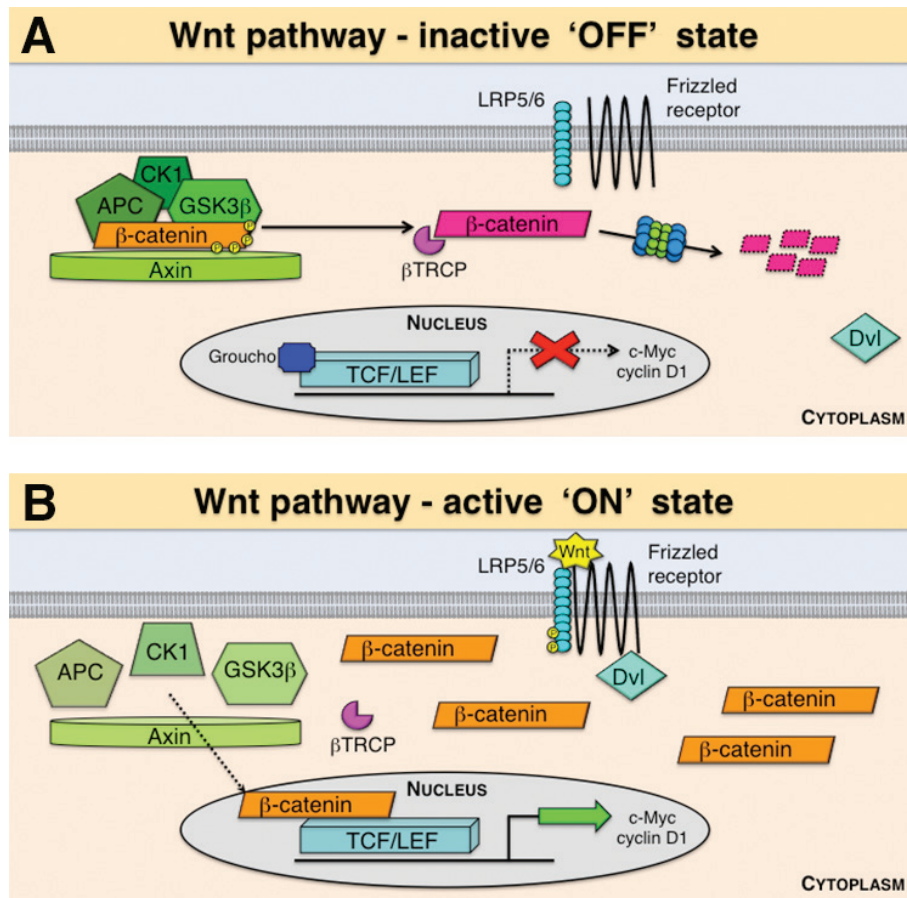 A
Wnt pathway - inactive ‘OFF’ state
LRP5/6
Frizzled
receptor
CK1
APC
GSK3β
β-catenin
P
P
P
P
Axin
β-catenin
βTRCP
NUCLEUS
Groucho
TCF/LEF
c-Myc
cyclin D1
Dvl
CYTOPLASM
B
Wnt pathway - active ‘ON’ state
Wnt
LRP5/6
Frizzled
receptor
P
P
APC
CK1
GSK3β
β-catenin
Dvl
Axin
βTRCP
β-catenin
β-catenin
β-catenin
NUCLEUS
β-catenin
TCF/LEF
c-Myc
cyclin D1
CYTOPLASM